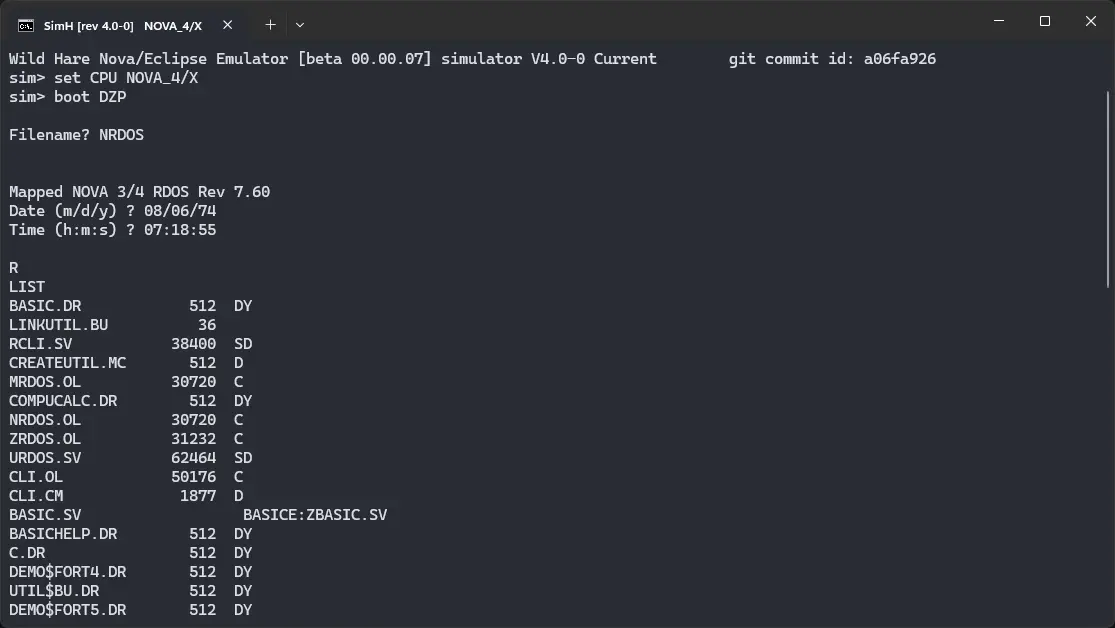 SimH [rev 4.0-0]   NOVA_4/X
Wild Hare Nova/Eclipse Emulator [beta 00.00.07] simulator V4.0-0 Current        git commit id: a06fa926
sim> set CPU NOVA_4/X
sim> boot DZP
Filename? NRDOS
Mapped NOVA 3/4 RDOS Rev 7.60
Date (m/d/y) ? 08/06/74
Time (h:m:s) ? 07:18:55
R
LIST
BASIC.DR            512  DY
LINKUTIL.BU          36
RCLI.SV           38400  SD
CREATEUTIL.MC       512  D
MRDOS.OL          30720  C
COMPUCALC.DR        512  DY
NRDOS.OL          30720  C
ZRDOS.OL          31232  C
URDOS.SV          62464  SD
CLI.OL            50176  C
CLI.CM             1877  D
BASIC.SV                  BASICE:ZBASIC.SV
BASICHELP.DR        512  DY
C.DR                512  DY
DEMO$FORT4.DR       512  DY
UTIL$BU.DR          512  DY
DEMO$FORT5.DR       512  DY